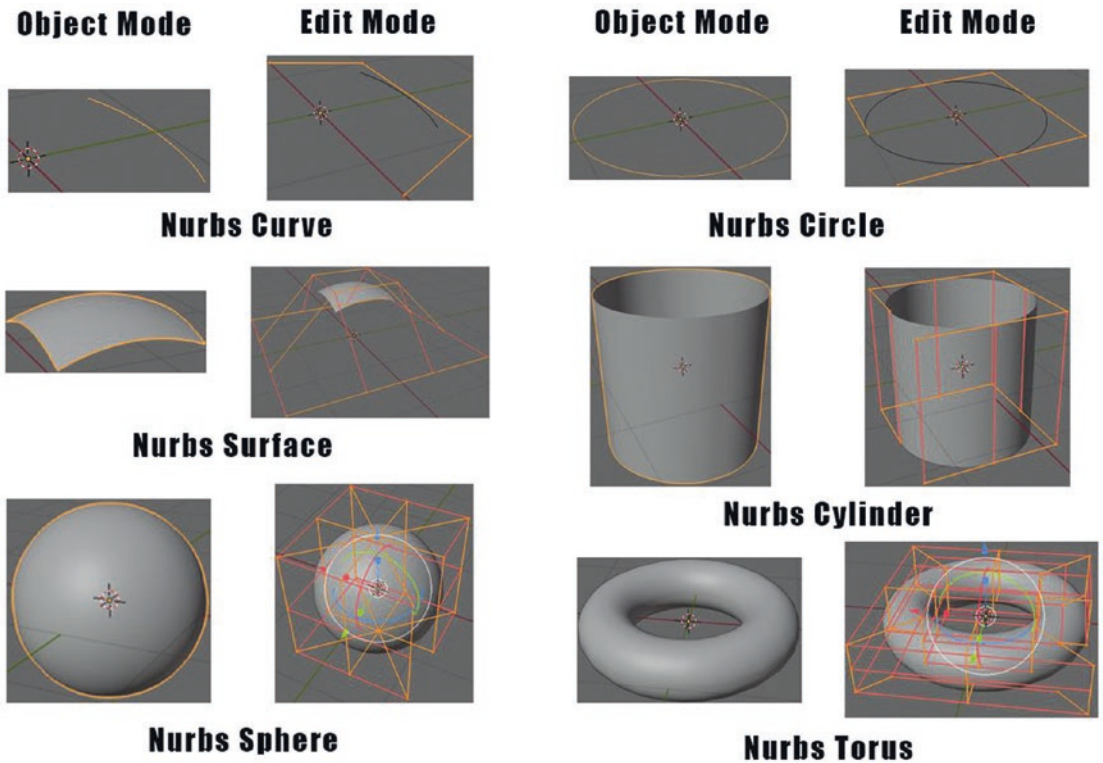 Object Mode Edit Mode Object Mode Edit Mode
Nurbs Curve Nurbs Circle
Nurbs Surface
Nurbs Cylinder
Nurbs Sphere
Nurbs Torus